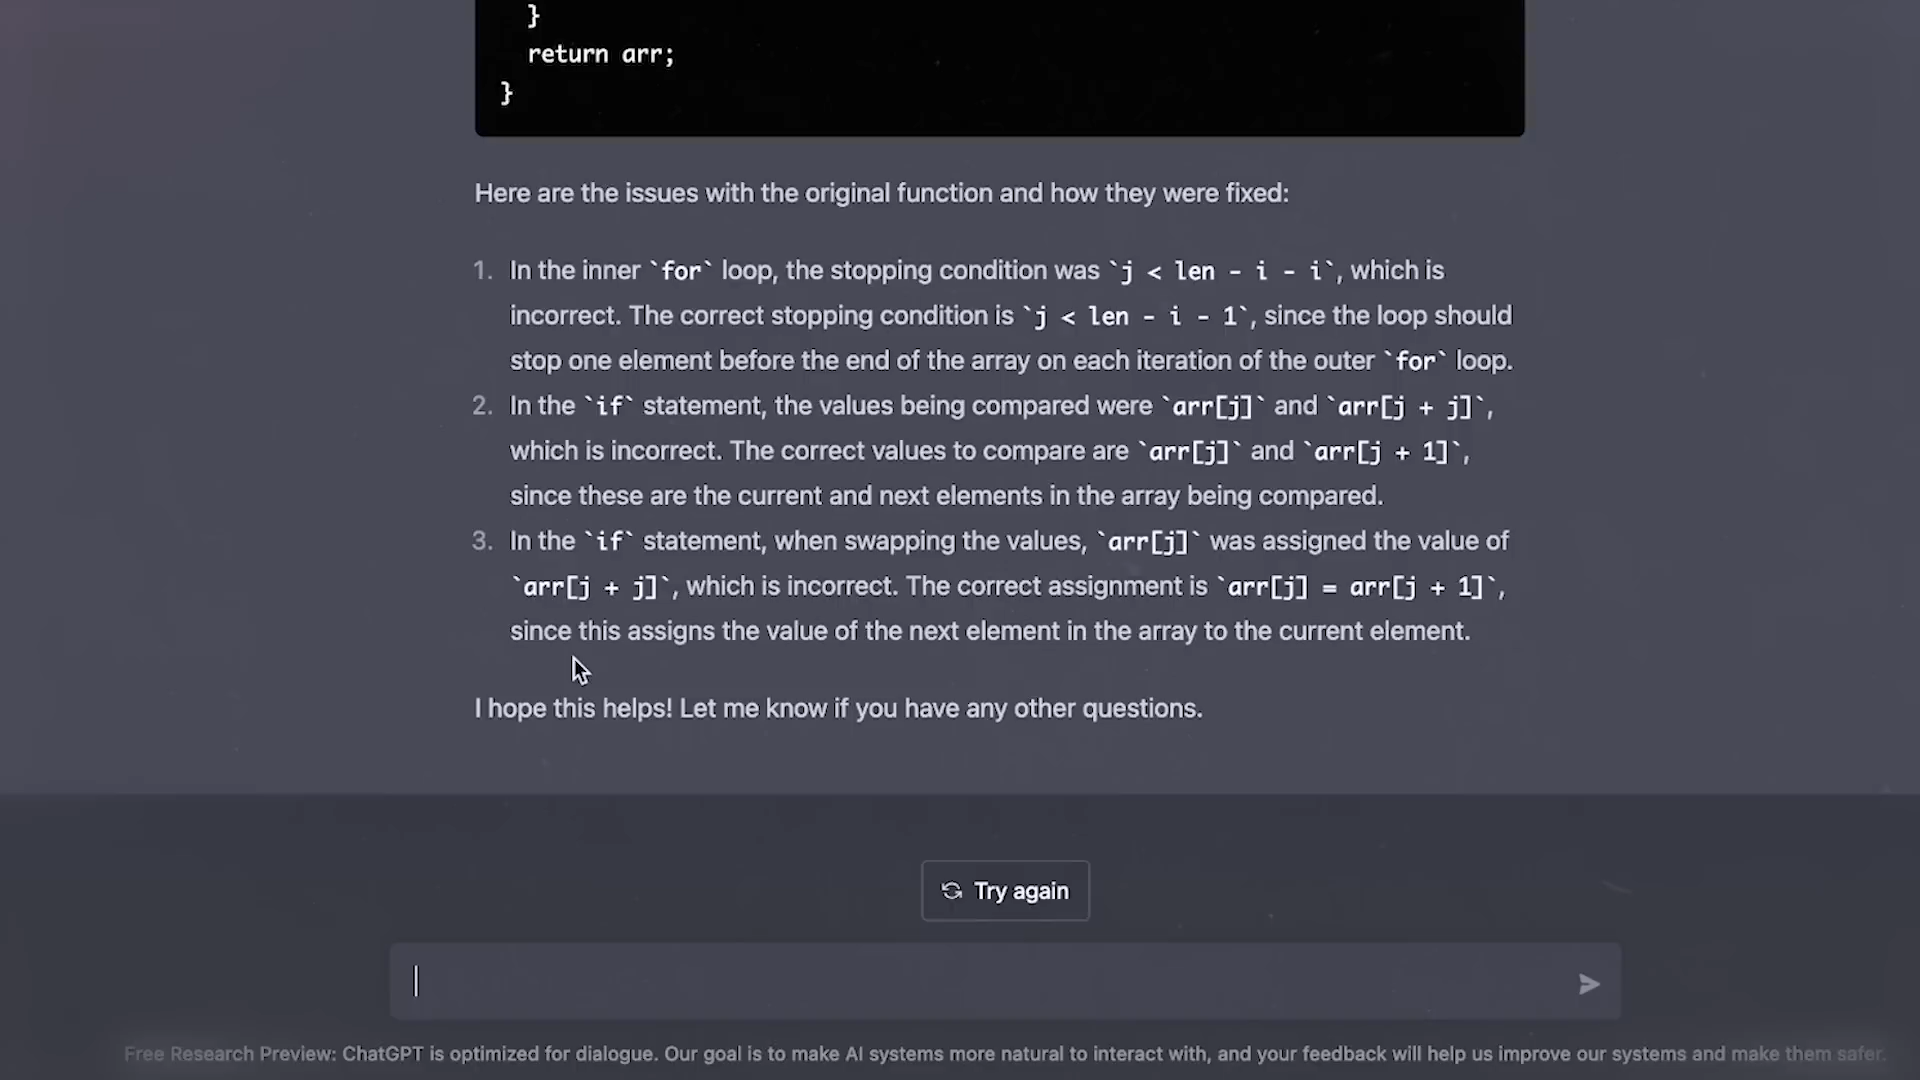 }
return arr;
}
Here are the issues with the original function and how they were fixed:
1. In the inner `for` loop, the stopping condition was `j < len - i - i`, which is
incorrect. The correct stopping condition is `j < len - i - 1`, since the loop should
stop one element before the end of the array on each iteration of the outer `for` loop.
2. In the `if` statement, the values being compared were `arr[j]` and `arr[j + j]`,
which is incorrect. The correct values to compare are `arr[j]` and `arr[j + 1]`,
since these are the current and next elements in the array being compared.
3. In the `if` statement, when swapping the values, `arr[j]` was assigned the value of
`arr[j + j]`, which is incorrect. The correct assignment is `arr[j] = arr[j + 1]`,
since this assigns the value of the next element in the array to the current element.
I hope this helps! Let me know if you have any other questions.
Try again
Free Research Preview: ChatGPT is optimized for dialogue. Our goal is to make AI systems more natural to interact with, and your feedback will help us improve our systems and make them safer.